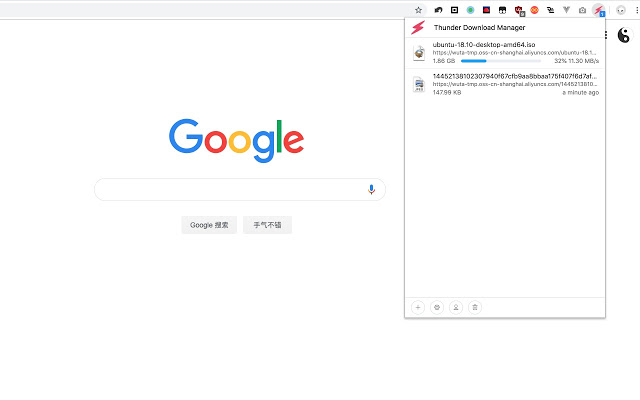 Thunder Download Manager
ubuntu-18.10-desktop-amd64.iso
https://wuta-tmp.oss-cn-shanghai.aliyuncs.com/ubuntu-18.1...
1.86 GB 32% 11.30 MB/s
14452138102307940f67cfb9aa8bbaa175f407f6d7af...
https://wuta-tmp.oss-cn-shanghai.aliyuncs.com/1445213810...
147.99 KB a minute ago
Google
Google 搜索 手气不错